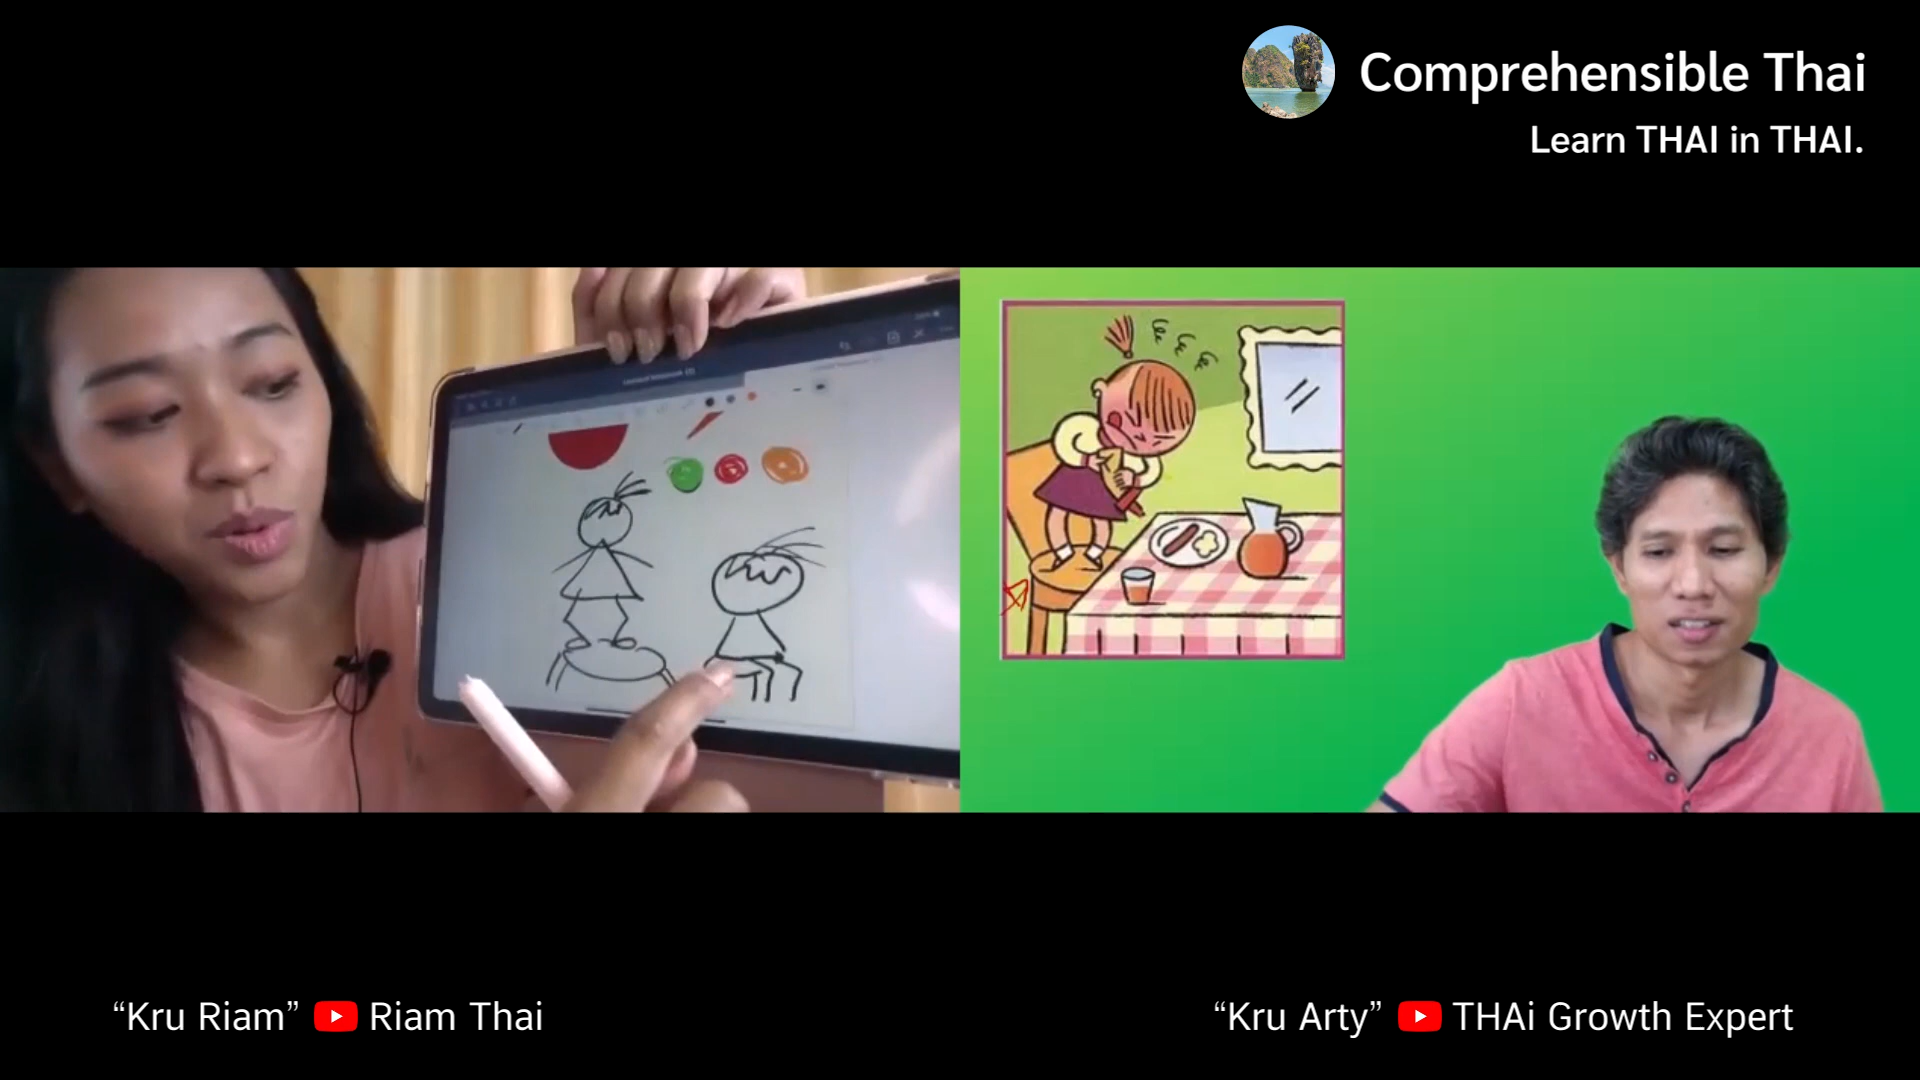 Comprehensible Thai
Learn THAI in THAI.
“Kru Riam” Riam Thai
“Kru Arty” THAi Growth Expert